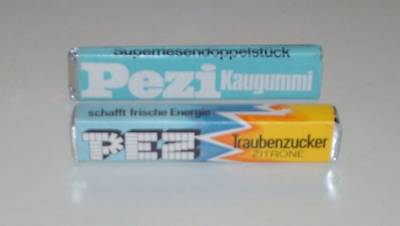 Superriesendoppelstück
Pezi Kaugummi
schafft frische Energie
PEZ Traubenzucker
ZITRONE